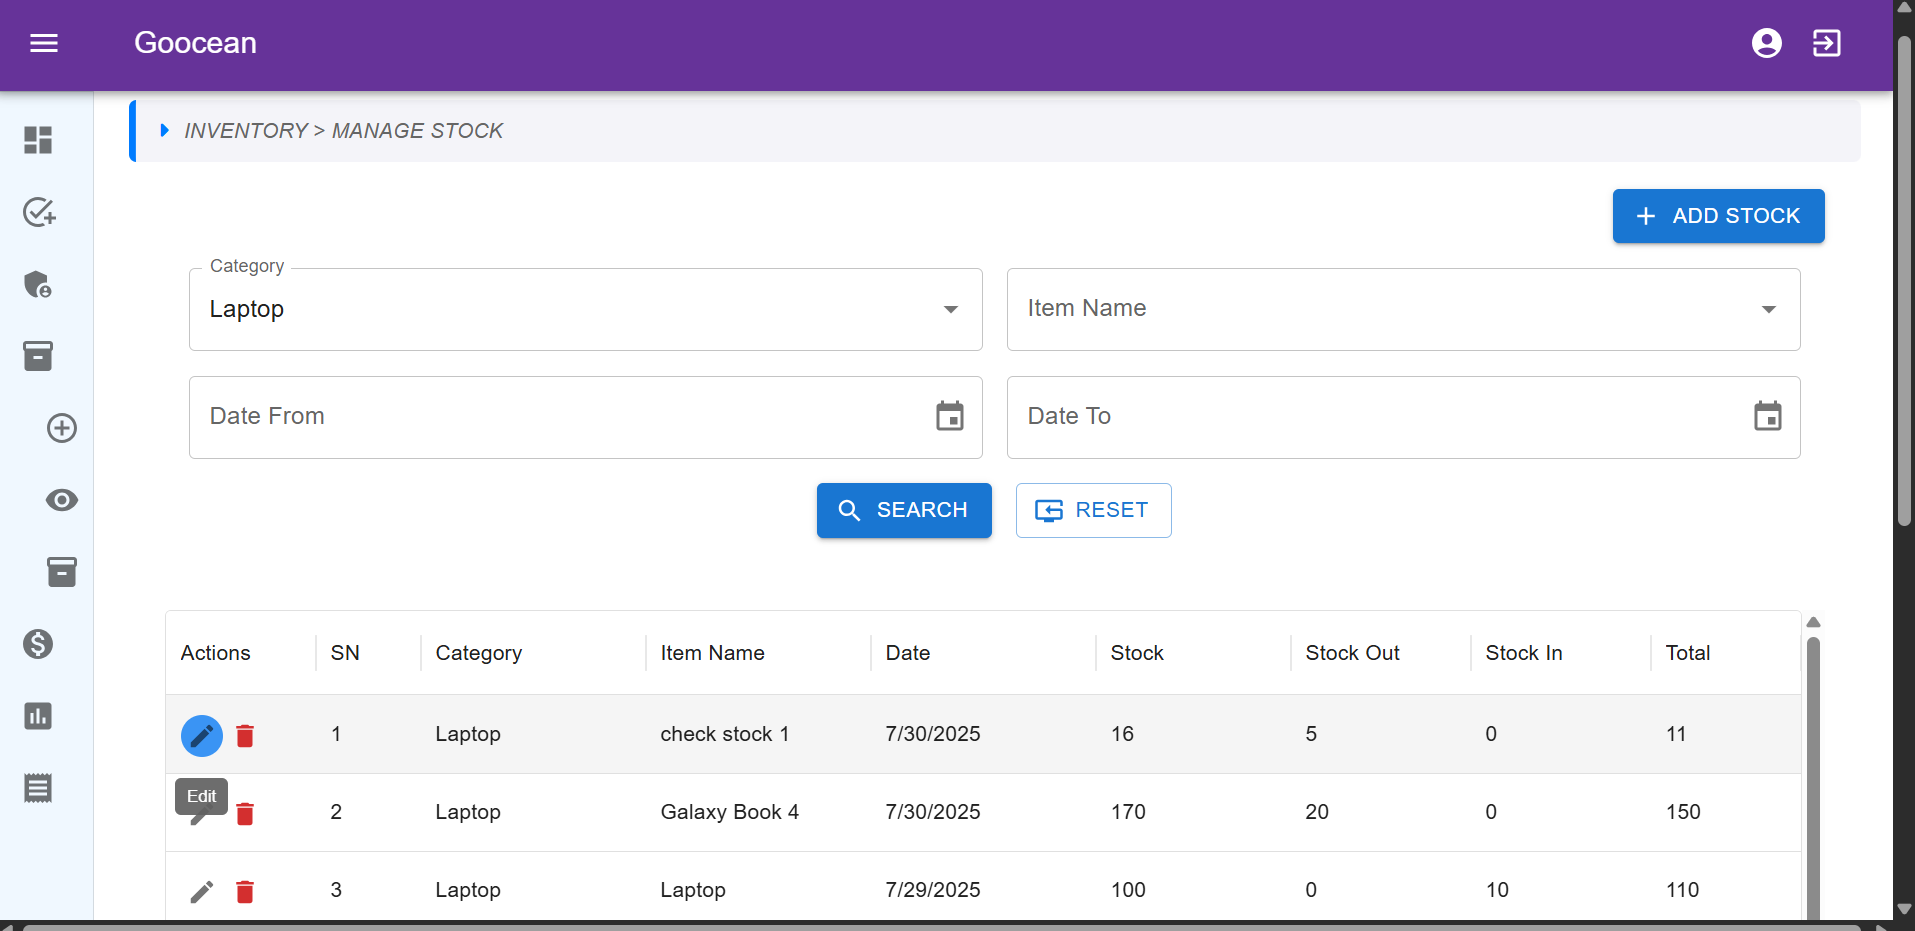 Goocean
INVENTORY > MANAGE STOCK
ADD STOCK
Category
Laptop
Item Name
Date From
Date To
SEARCH
RESET
Actions SN Category Item Name Date Stock Stock Out Stock In Total
1 Laptop check stock 1 7/30/2025 16 5 0 11
Edit
2 Laptop Galaxy Book 4 7/30/2025 170 20 0 150
3 Laptop Laptop 7/29/2025 100 0 10 110